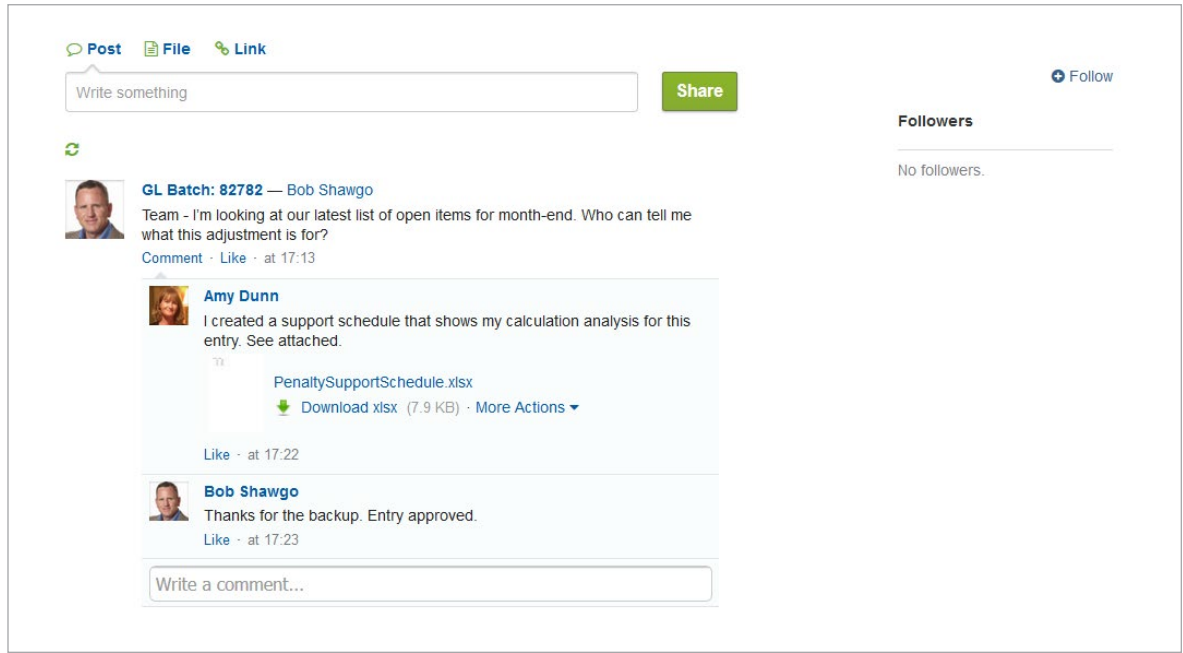 Post File Link
Write something
Share
Follow
Followers
No followers.
GL Batch: 82782 — Bob Shawgo
Team - I'm looking at our latest list of open items for month-end. Who can tell me
what this adjustment is for?
Comment · Like · at 17:13
Amy Dunn
I created a support schedule that shows my calculation analysis for this
entry. See attached.
PenaltySupportSchedule.xlsx
Download xlsx (7.9 KB) · More Actions
Like · at 17:22
Bob Shawgo
Thanks for the backup. Entry approved.
Like · at 17:23
Write a comment...